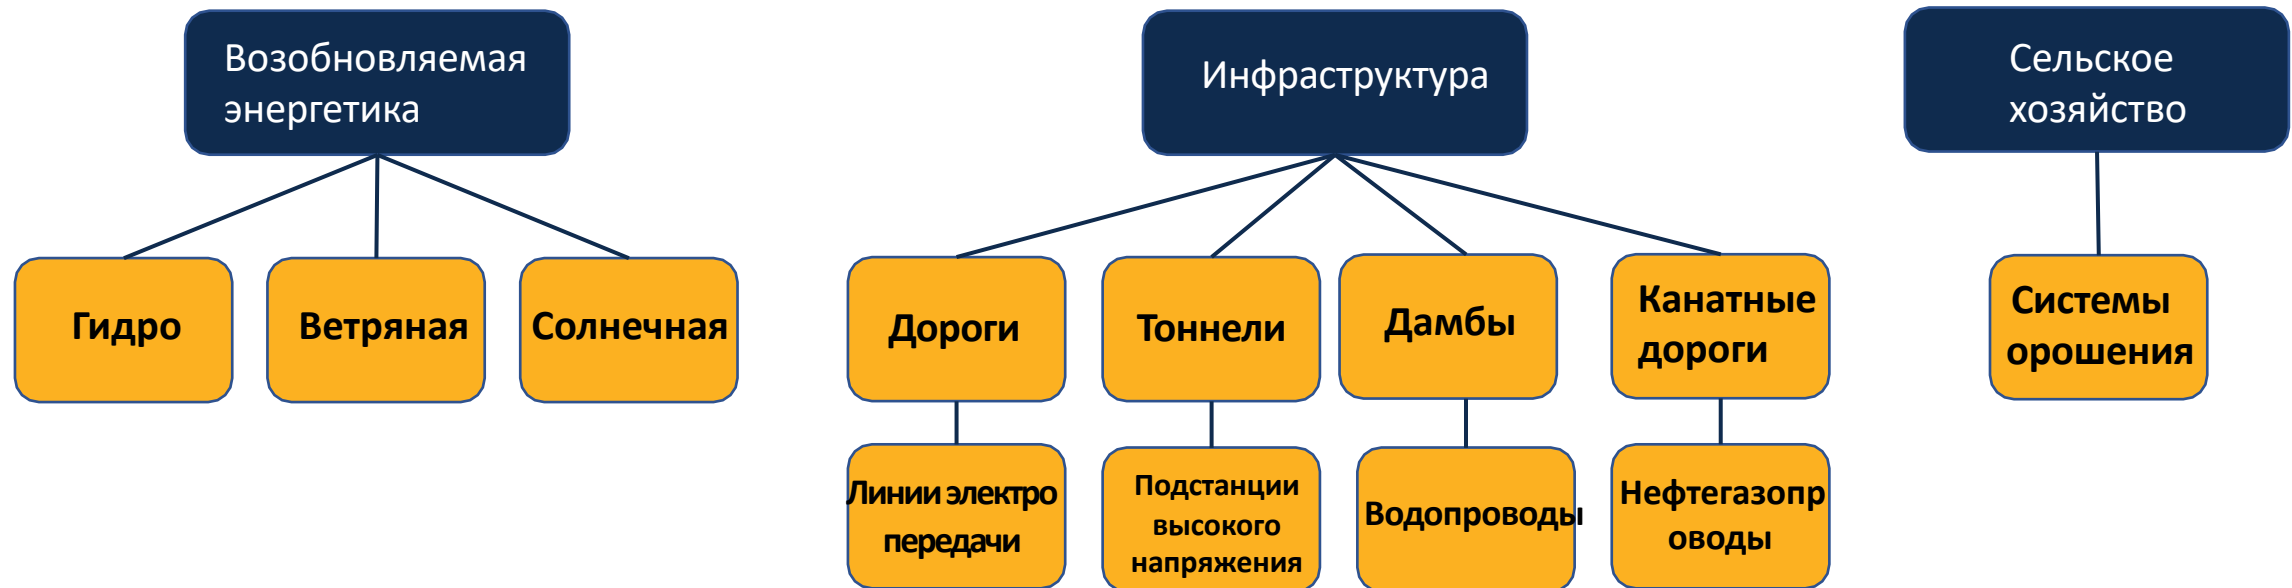 Возобновляемая
энергетика
Инфраструктура
Сельское
хозяйство
Гидро
Ветряная
Солнечная
Дороги
Тоннели
Дамбы
Канатные
дороги
Системы
орошения
Линии электро
передачи
Подстанции
высокого
напряжения
Водопроводы
Нефтегазопр
оводы